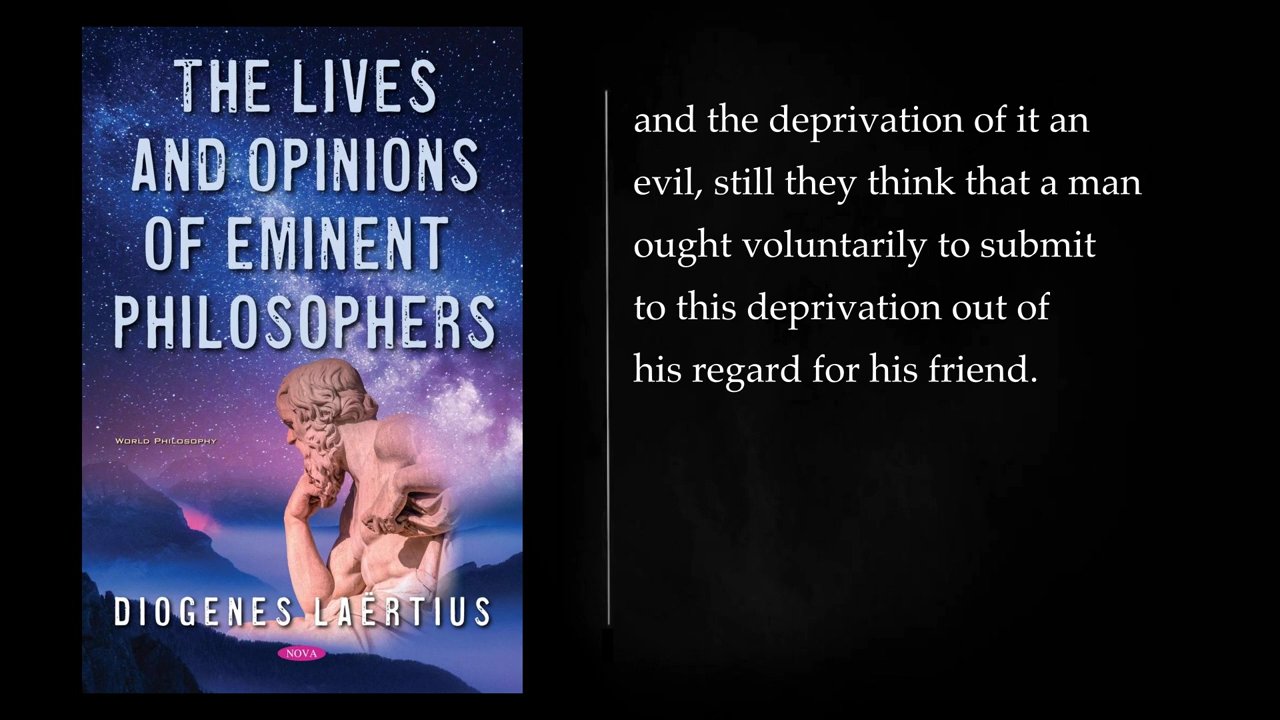 THE LIVES
AND OPINIONS
OF EMINENT
PHILOSOPHERS
WORLD PHILOSOPHY
DIOGENES LAËRTIUS
NOVA
and the deprivation of it an
evil, still they think that a man
ought voluntarily to submit
to this deprivation out of
his regard for his friend.